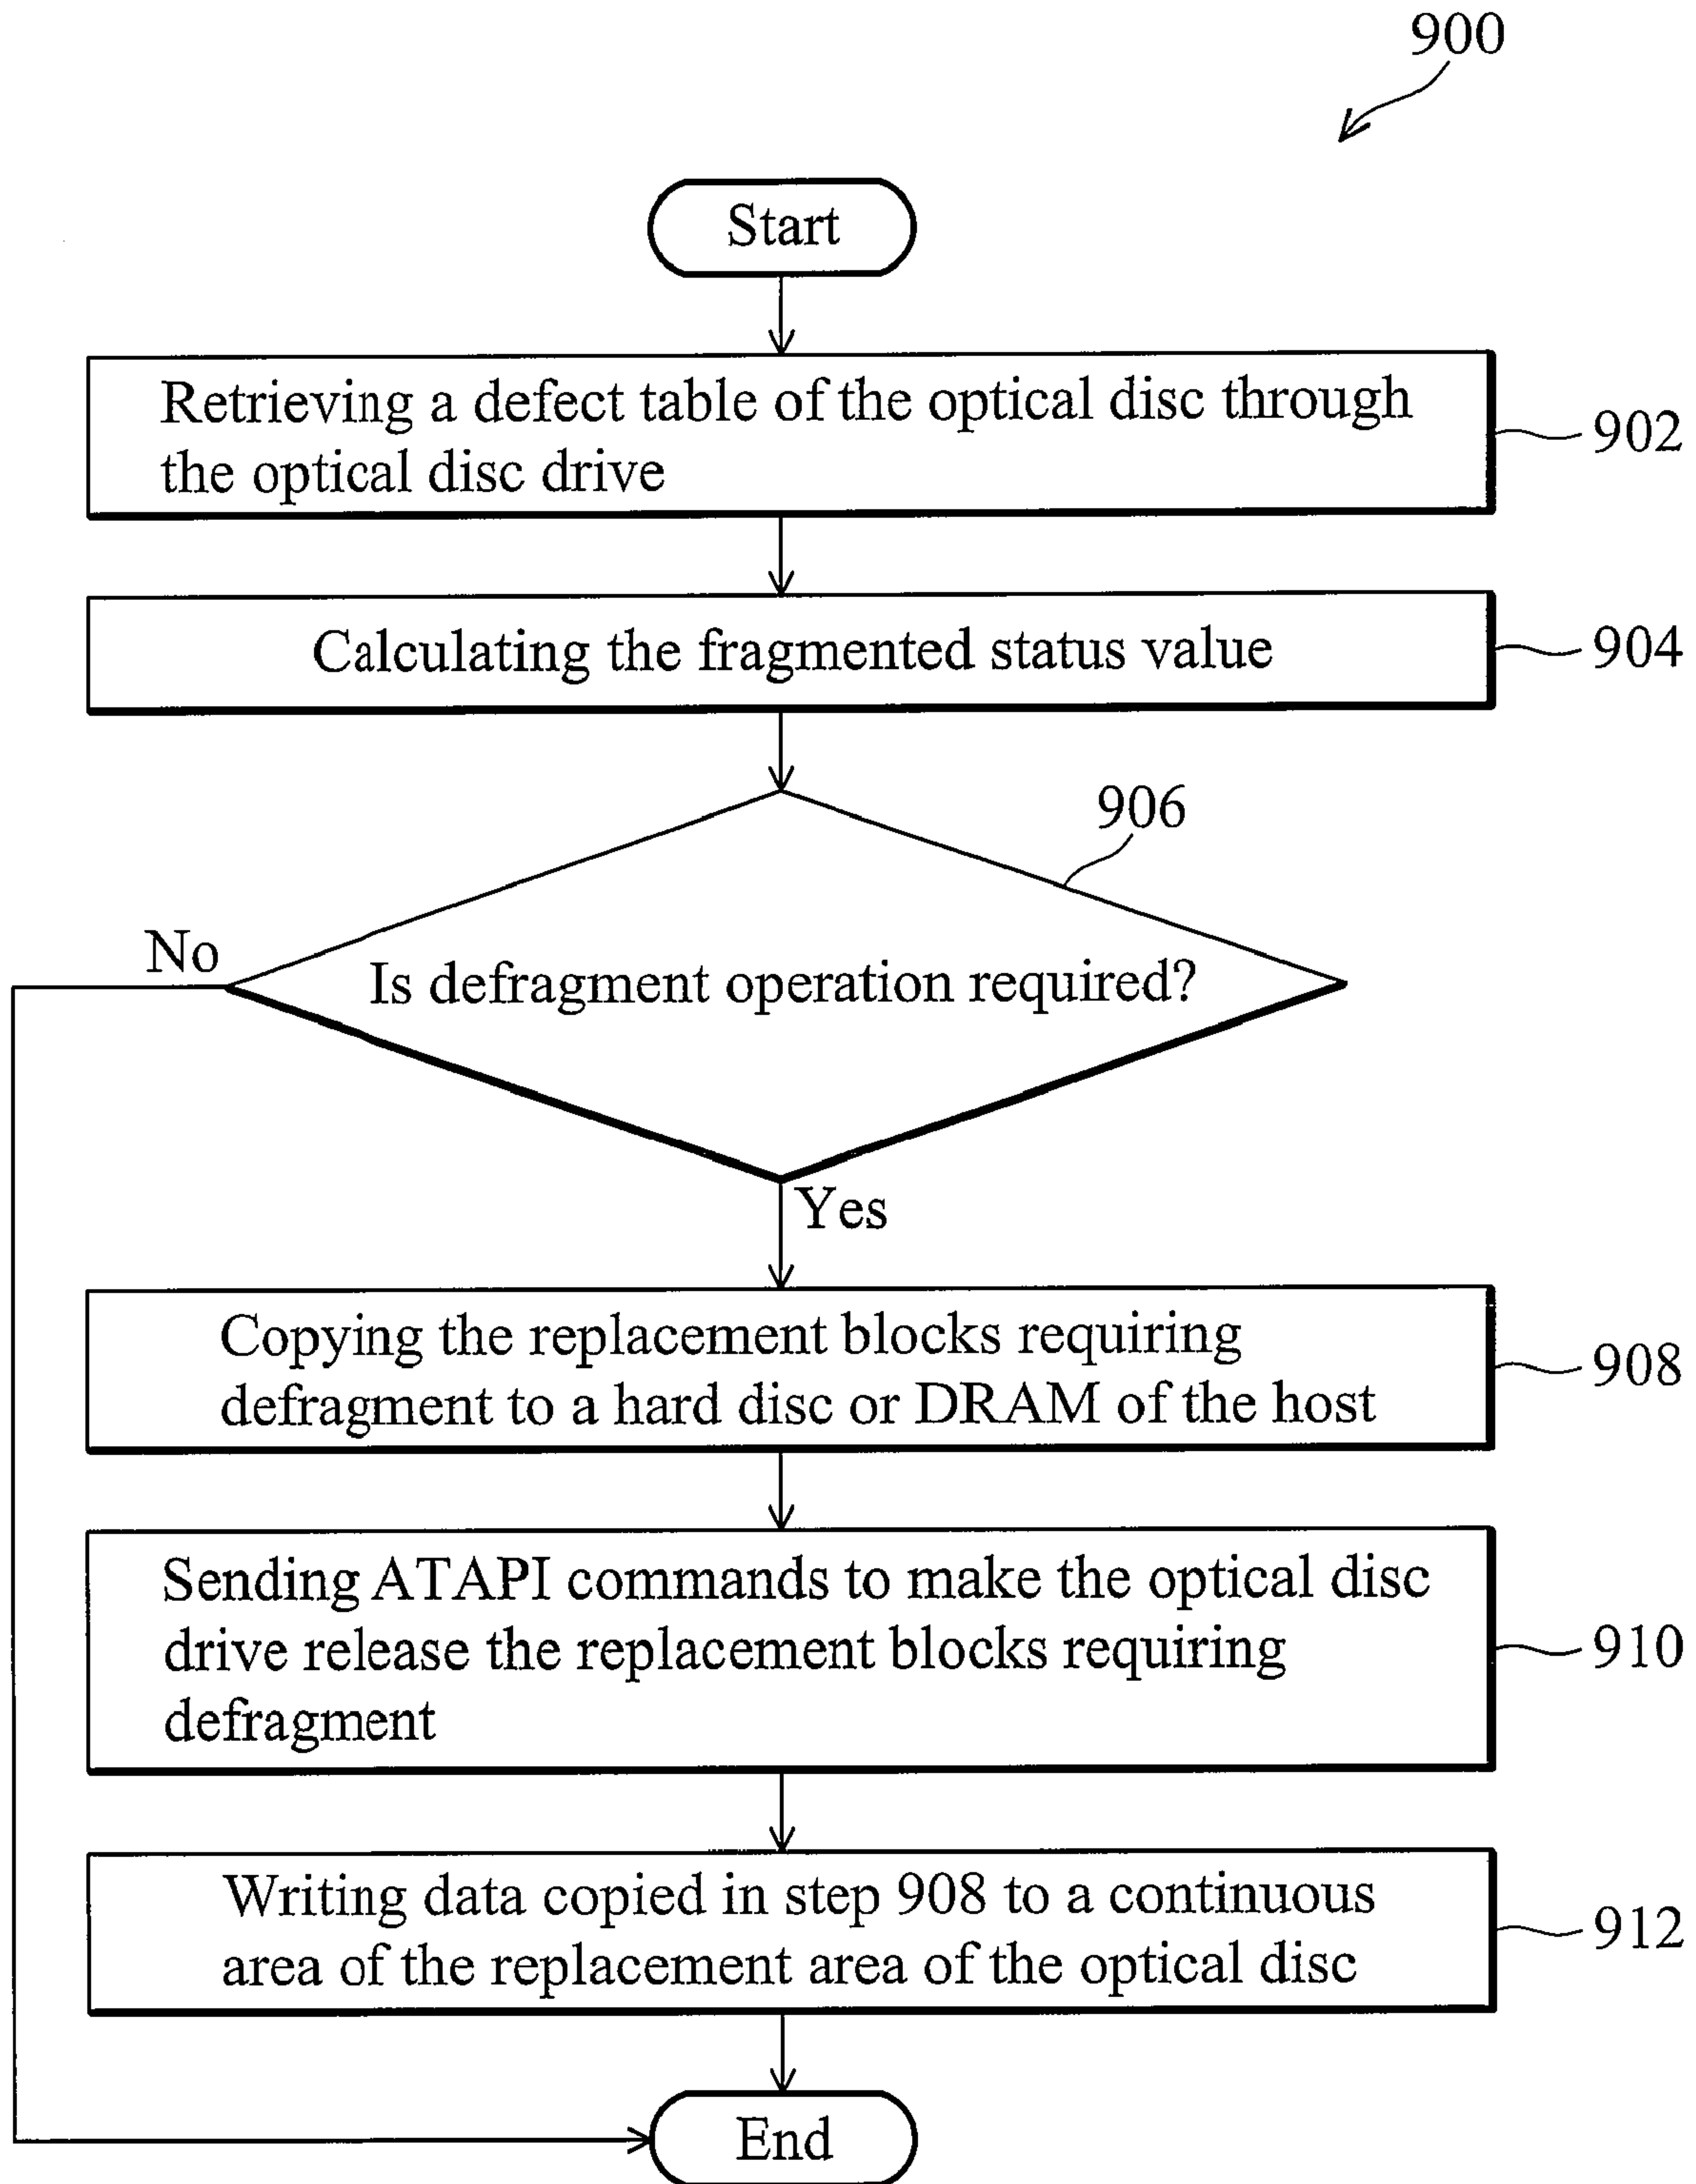 900
Start
Retrieving a defect table of the optical disc through
the optical disc drive
902
Calculating the fragmented status value
904
906
No
Is defragment operation required?
Yes
Copying the replacement blocks requiring
defragment to a hard disc or DRAM of the host
908
Sending ATAPI commands to make the optical disc
drive release the replacement blocks requiring
defragment
910
Writing data copied in step 908 to a continuous
area of the replacement area of the optical disc
912
End